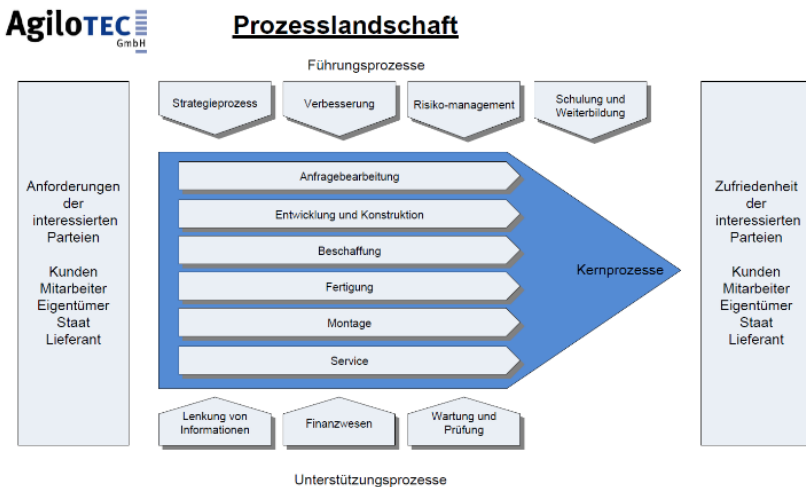 AgiloTEC
GmbH
Prozesslandschaft
Führungsprozesse
Strategieprozess
Verbesserung
Risiko-management
Schulung und
Weiterbildung
Anforderungen
der
interessierten
Parteien
Kunden
Mitarbeiter
Eigentümer
Staat
Lieferant
Anfragebearbeitung
Entwicklung und Konstruktion
Beschaffung
Fertigung
Montage
Service
Kernprozesse
Zufriedenheit
der
interessierten
Parteien
Kunden
Mitarbeiter
Eigentümer
Staat
Lieferant
Lenkung von
Informationen
Finanzwesen
Wartung und
Prüfung
Unterstützungsprozesse